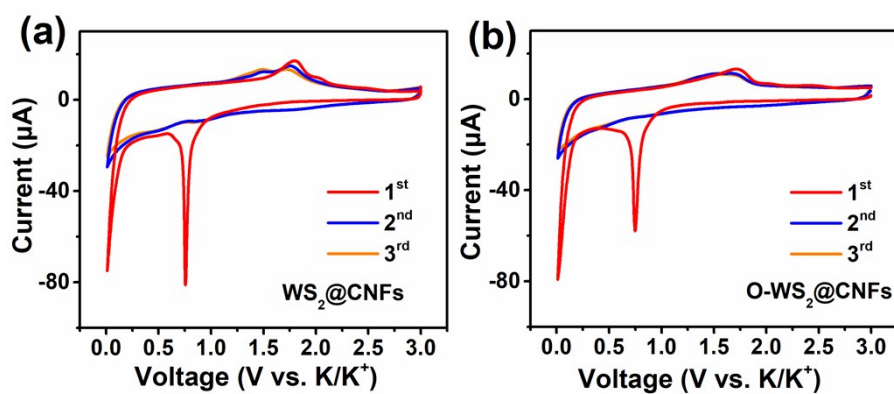 (a)
Current (µA)
0
-40
-80
1st
2nd
3rd
WS2@CNFs
0.0 0.5 1.0 1.5 2.0 2.5 3.0
Voltage (V vs. K/K+)
(b)
Current (µA)
0
-40
-80
1st
2nd
3rd
O-WS2@CNFs
0.0 0.5 1.0 1.5 2.0 2.5 3.0
Voltage (V vs. K/K+)